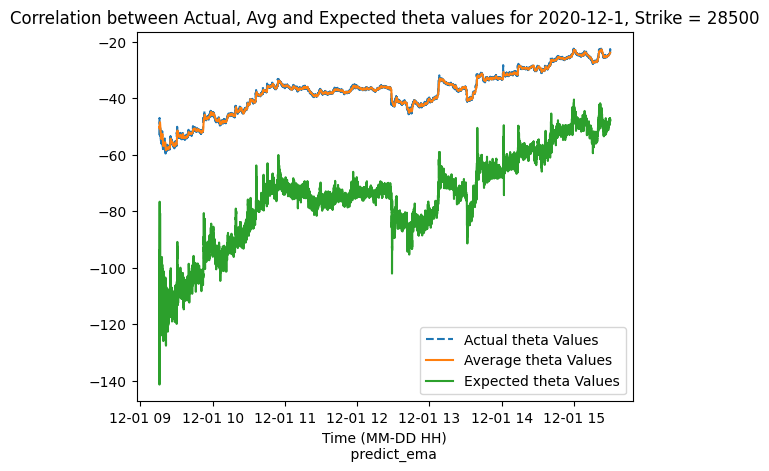 Correlation between Actual, Avg and Expected theta values for 2020-12-1, Strike = 28500
−20
−40
−60
−80
−100
−120
−140
Actual theta Values
Average theta Values
Expected theta Values
12-01 09 12-01 10 12-01 11 12-01 12 12-01 13 12-01 14 12-01 15
Time (MM-DD HH)
predict_ema